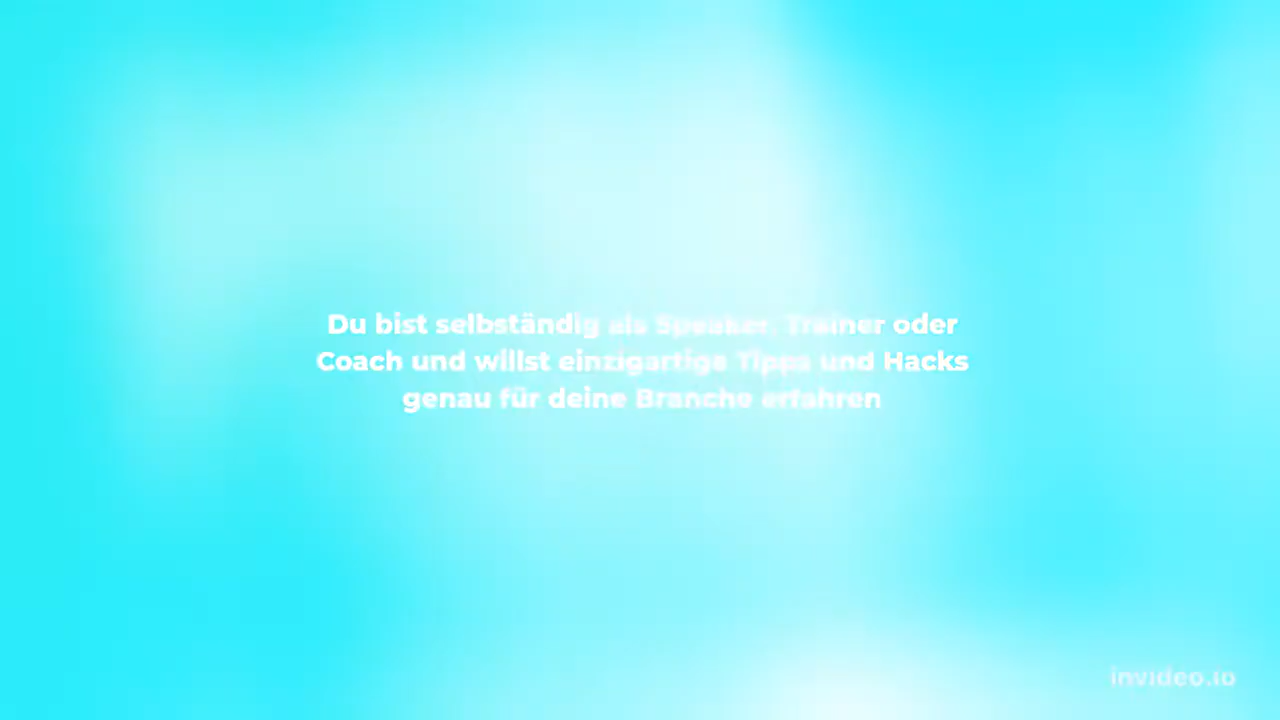 Du bist selbständig als Speaker, Trainer oder
Coach und willst einzigartige Tipps und Hacks
genau für deine Branche erfahren
invideo.io